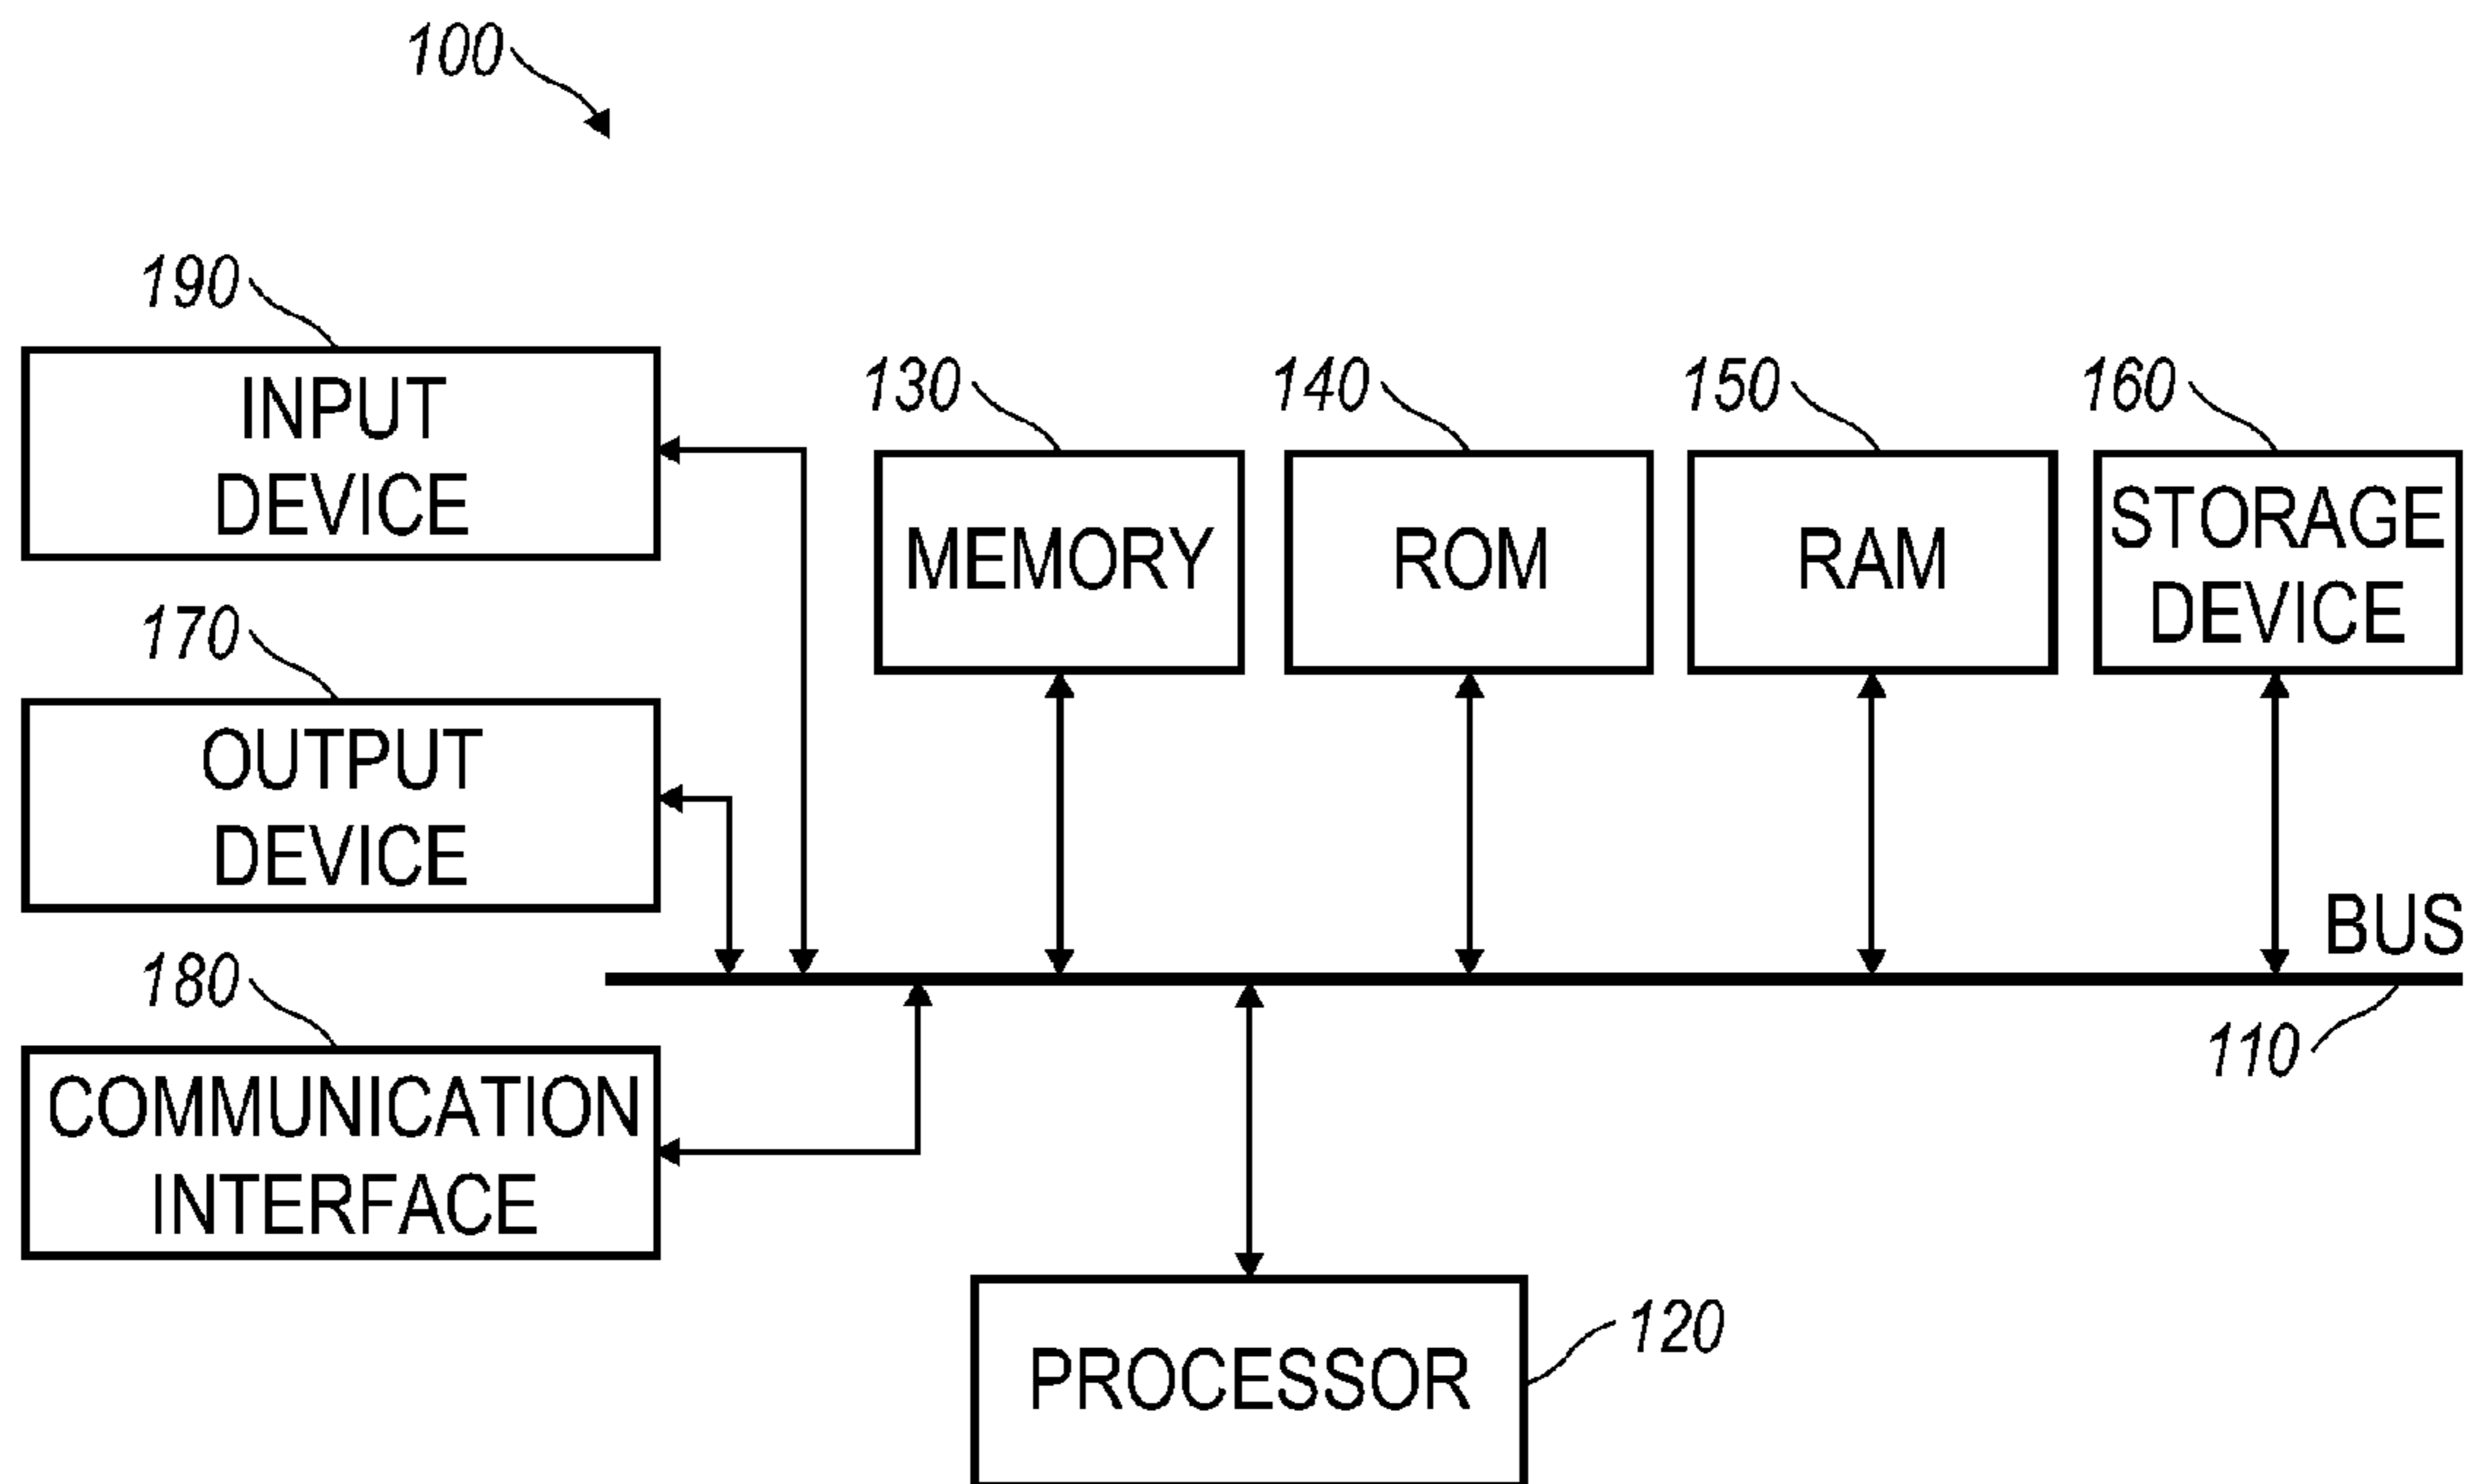 100
190
INPUT
DEVICE
130
MEMORY
140
ROM
150
RAM
160
STORAGE
DEVICE
170
OUTPUT
DEVICE
BUS
110
180
COMMUNICATION
INTERFACE
PROCESSOR
120